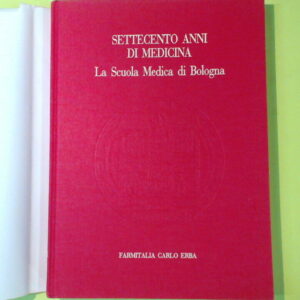 SETTECENTO ANNI
DI MEDICINA
La Scuola Medica di Bologna
FARMITALIA CARLO ERBA